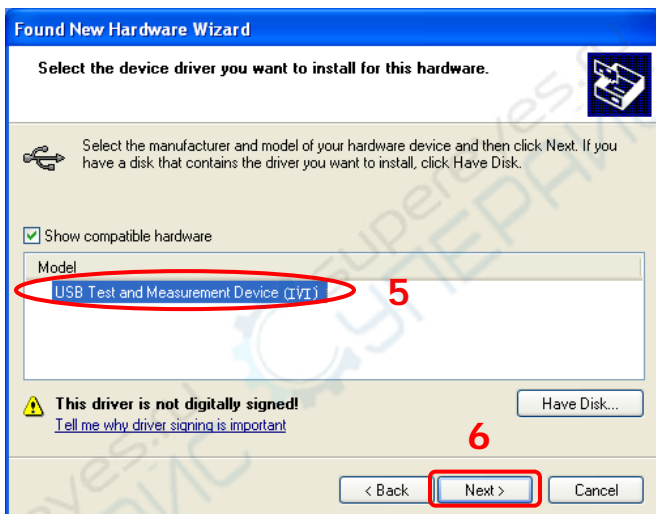 Found New Hardware Wizard
Select the device driver you want to install for this hardware.
Select the manufacturer and model of your hardware device and then click Next. If you
have a disk that contains the driver you want to install, click Have Disk.
Show compatible hardware
Model
USB Test and Measurement Device (IVI)
5
This driver is not digitally signed!
Tell me why driver signing is important
Have Disk...
6
< Back
Next >
Cancel
supereyes.ru
СУПЕРАЙС